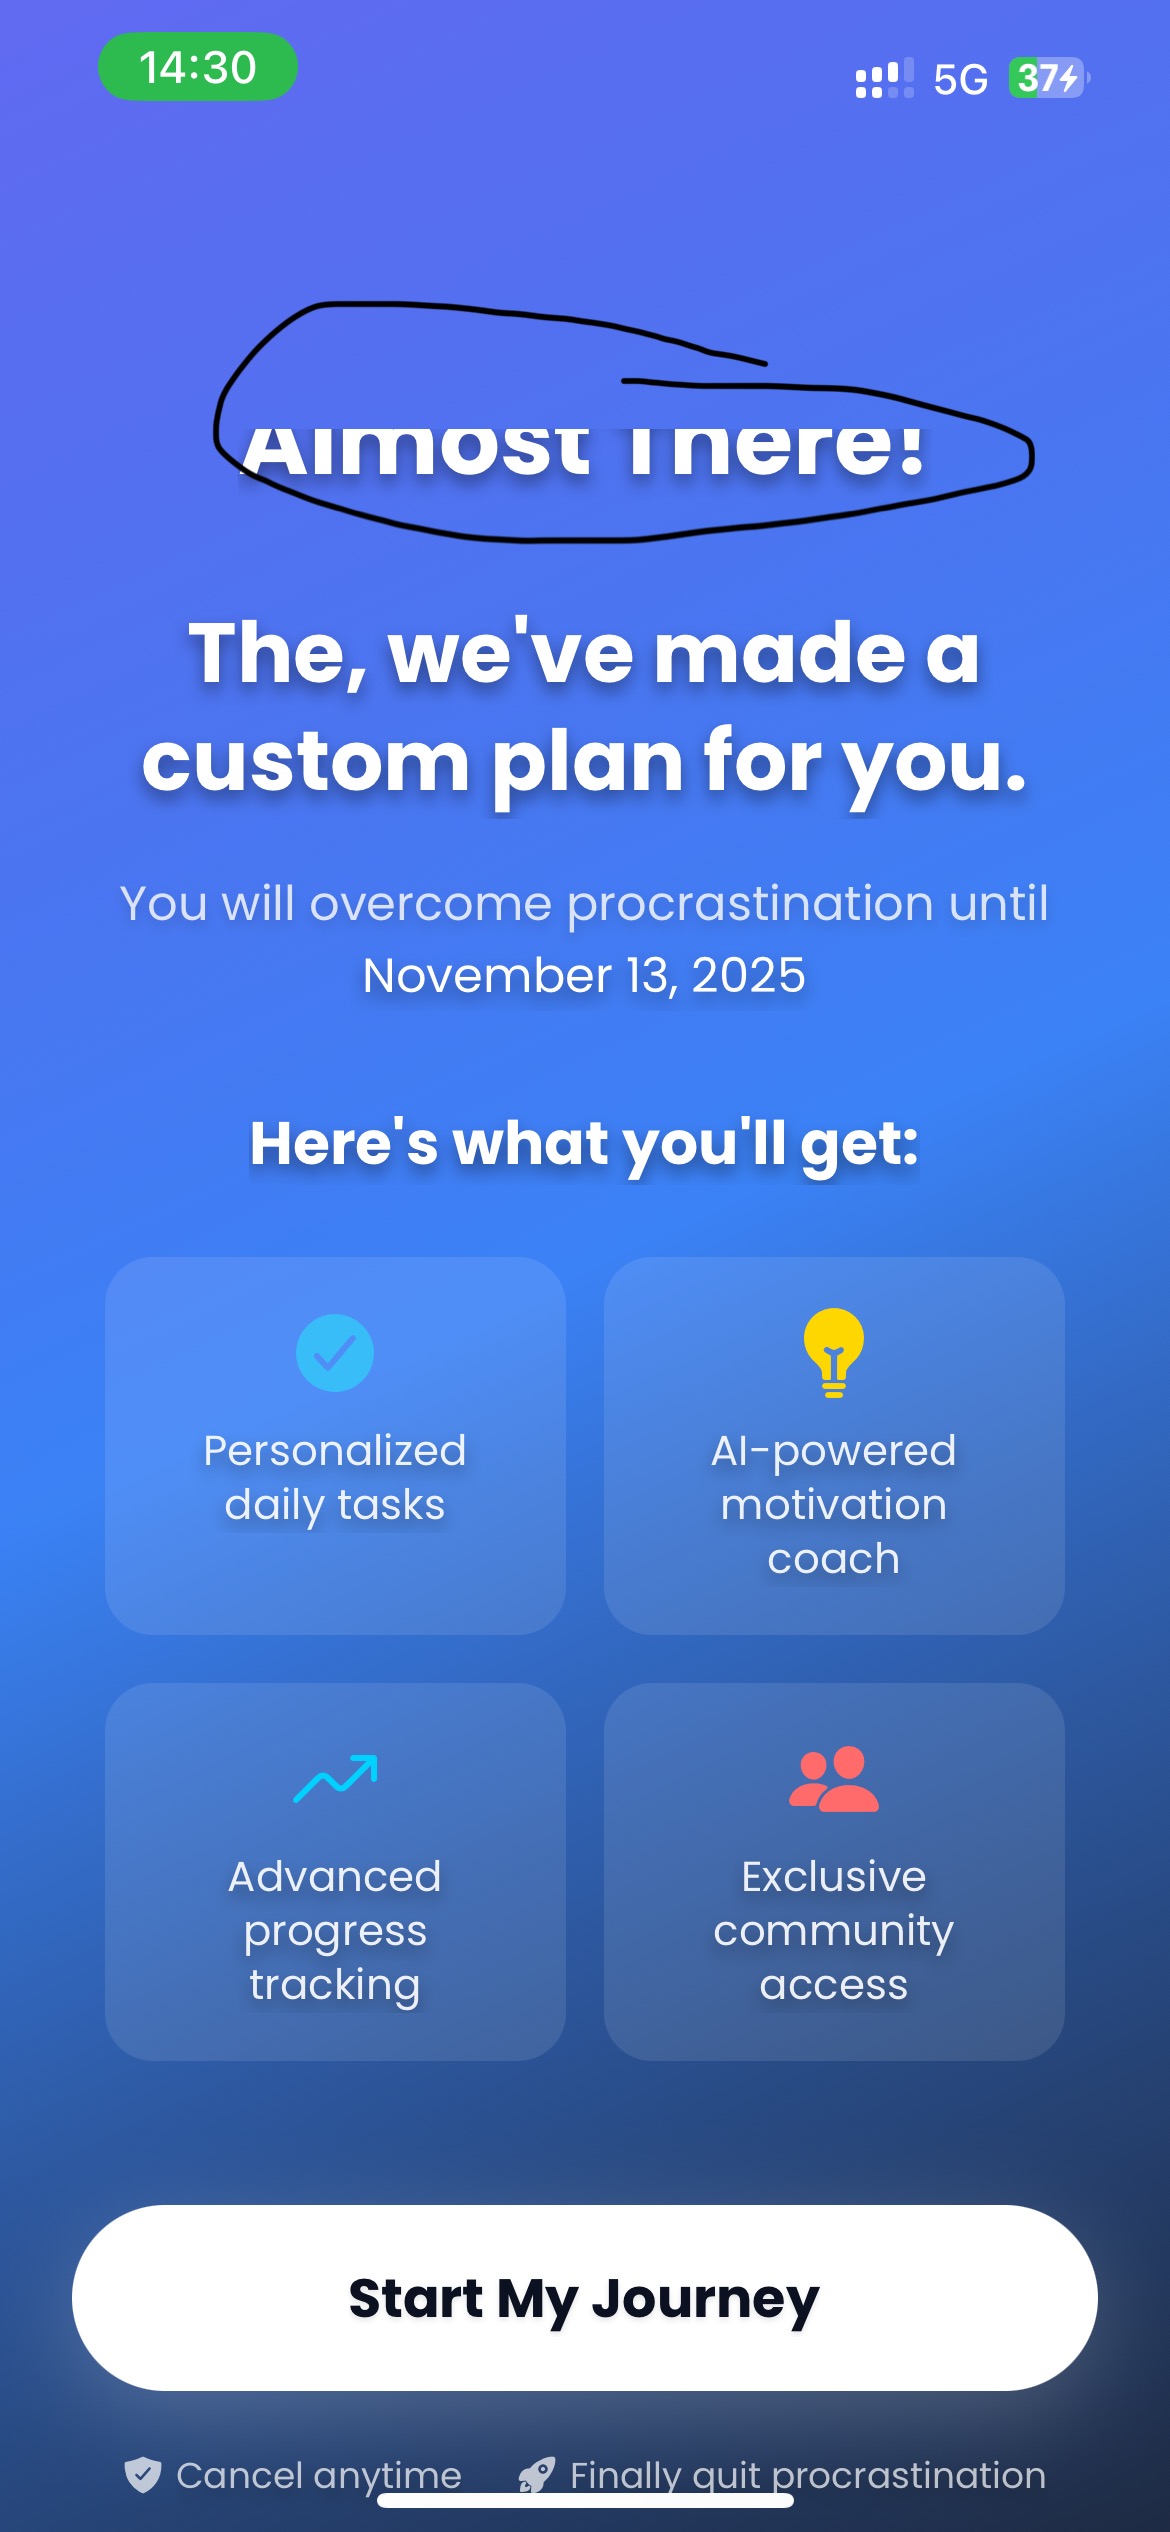 14:30
5G
37
Almost There!
The, we've made a
custom plan for you.
You will overcome procrastination until
November 13, 2025
Here's what you'll get:
Personalized
daily tasks
AI-powered
motivation
coach
Advanced
progress
tracking
Exclusive
community
access
Start My Journey
Cancel anytime
Finally quit procrastination